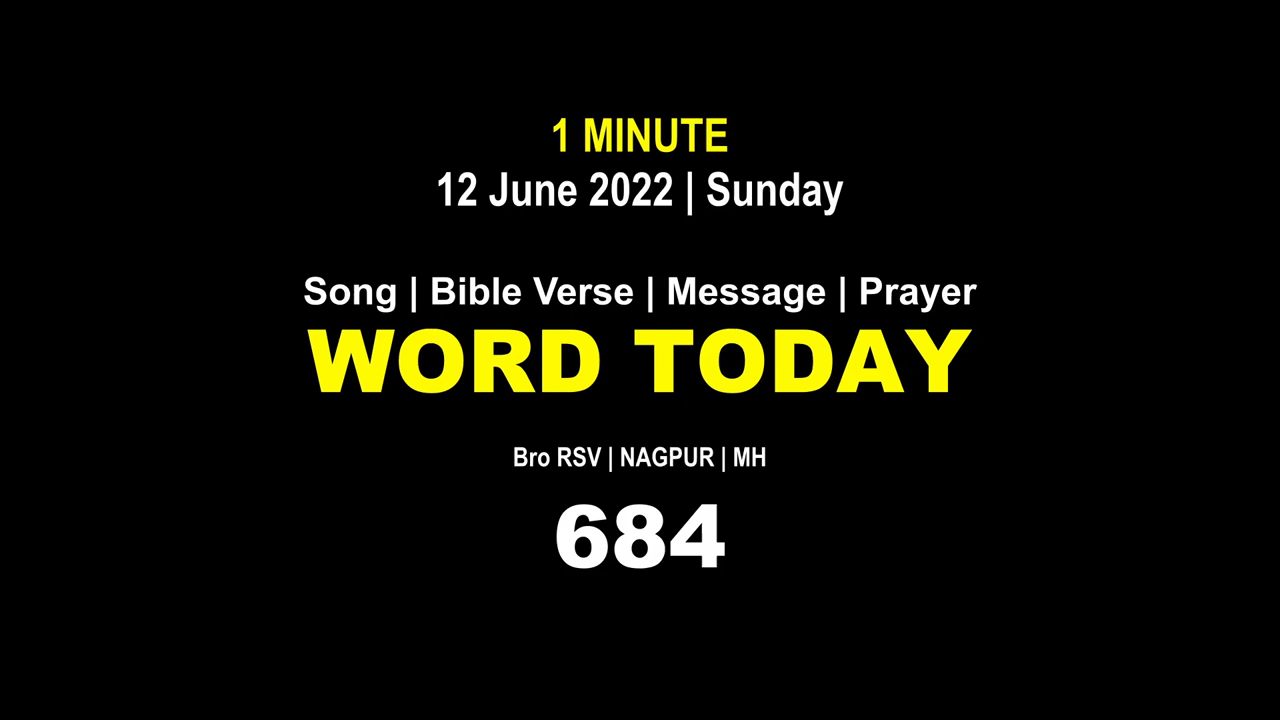 1 MINUTE
12 June 2022 | Sunday
Song | Bible Verse | Message | Prayer
WORD TODAY
Bro RSV | NAGPUR | MH
684